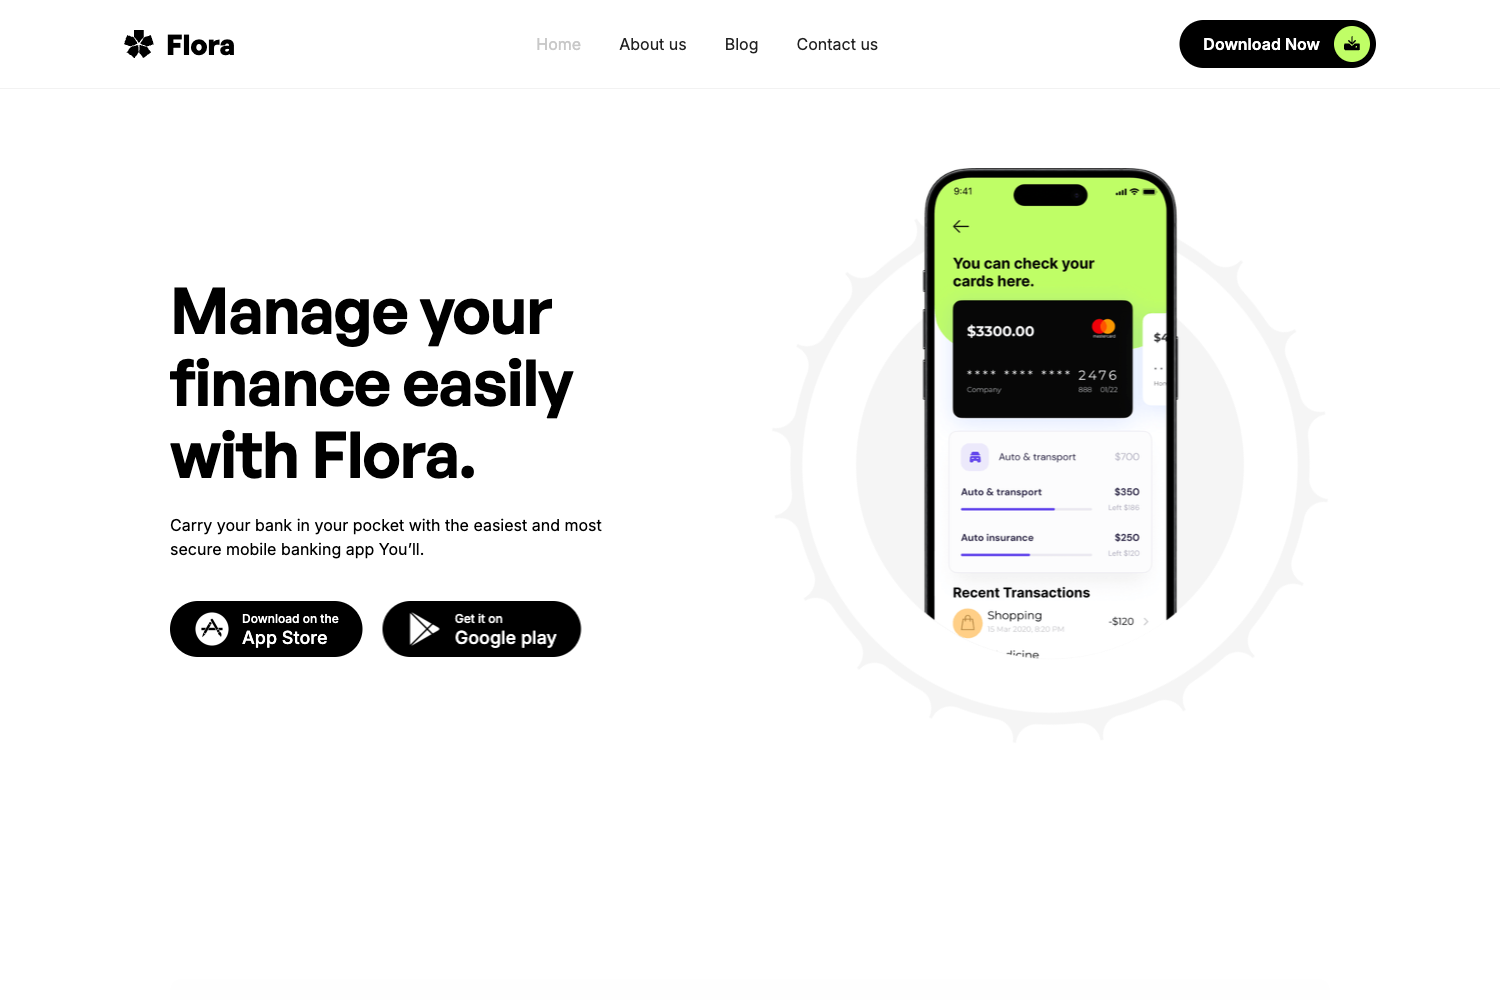 Flora
Home
About us
Blog
Contact us
Download Now
Manage your
finance easily
with Flora.
Carry your bank in your pocket with the easiest and most
secure mobile banking app You’ll.
Download on the
App Store
Get it on
Google play
9:41
You can check your
cards here.
$3300.00
mastercard
**** **** **** 2476
Company
888 01/22
$4
Auto & transport
$700
Auto & transport
$350
Left $186
Auto insurance
$250
Left $120
Recent Transactions
Shopping
-$120
15 Mar 2020, 8:20 PM